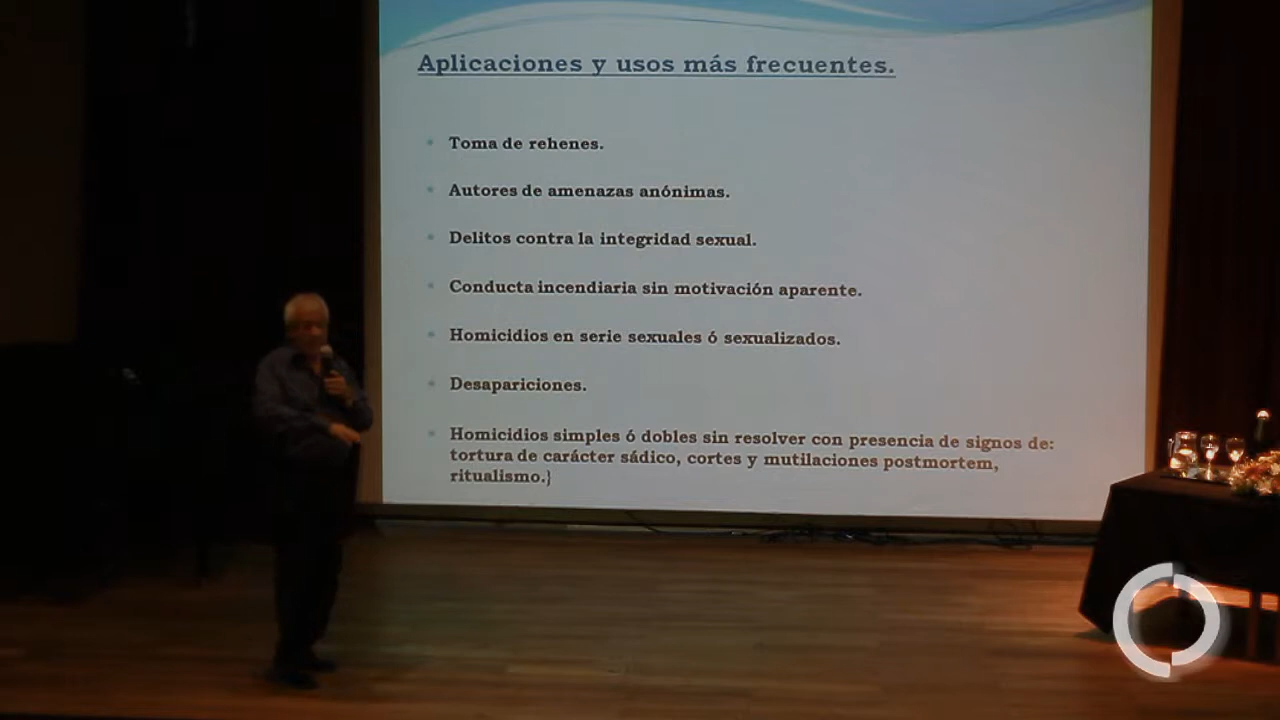 Aplicaciones y usos más frecuentes.
Toma de rehenes.
Autores de amenazas anónimas.
Delitos contra la integridad sexual.
Conducta incendiaria sin motivación aparente.
Homicidios en serie sexuales ó sexualizados.
Desapariciones.
Homicidios simples ó dobles sin resolver con presencia de signos de:
tortura de carácter sádico, cortes y mutilaciones postmortem,
ritualismo.}